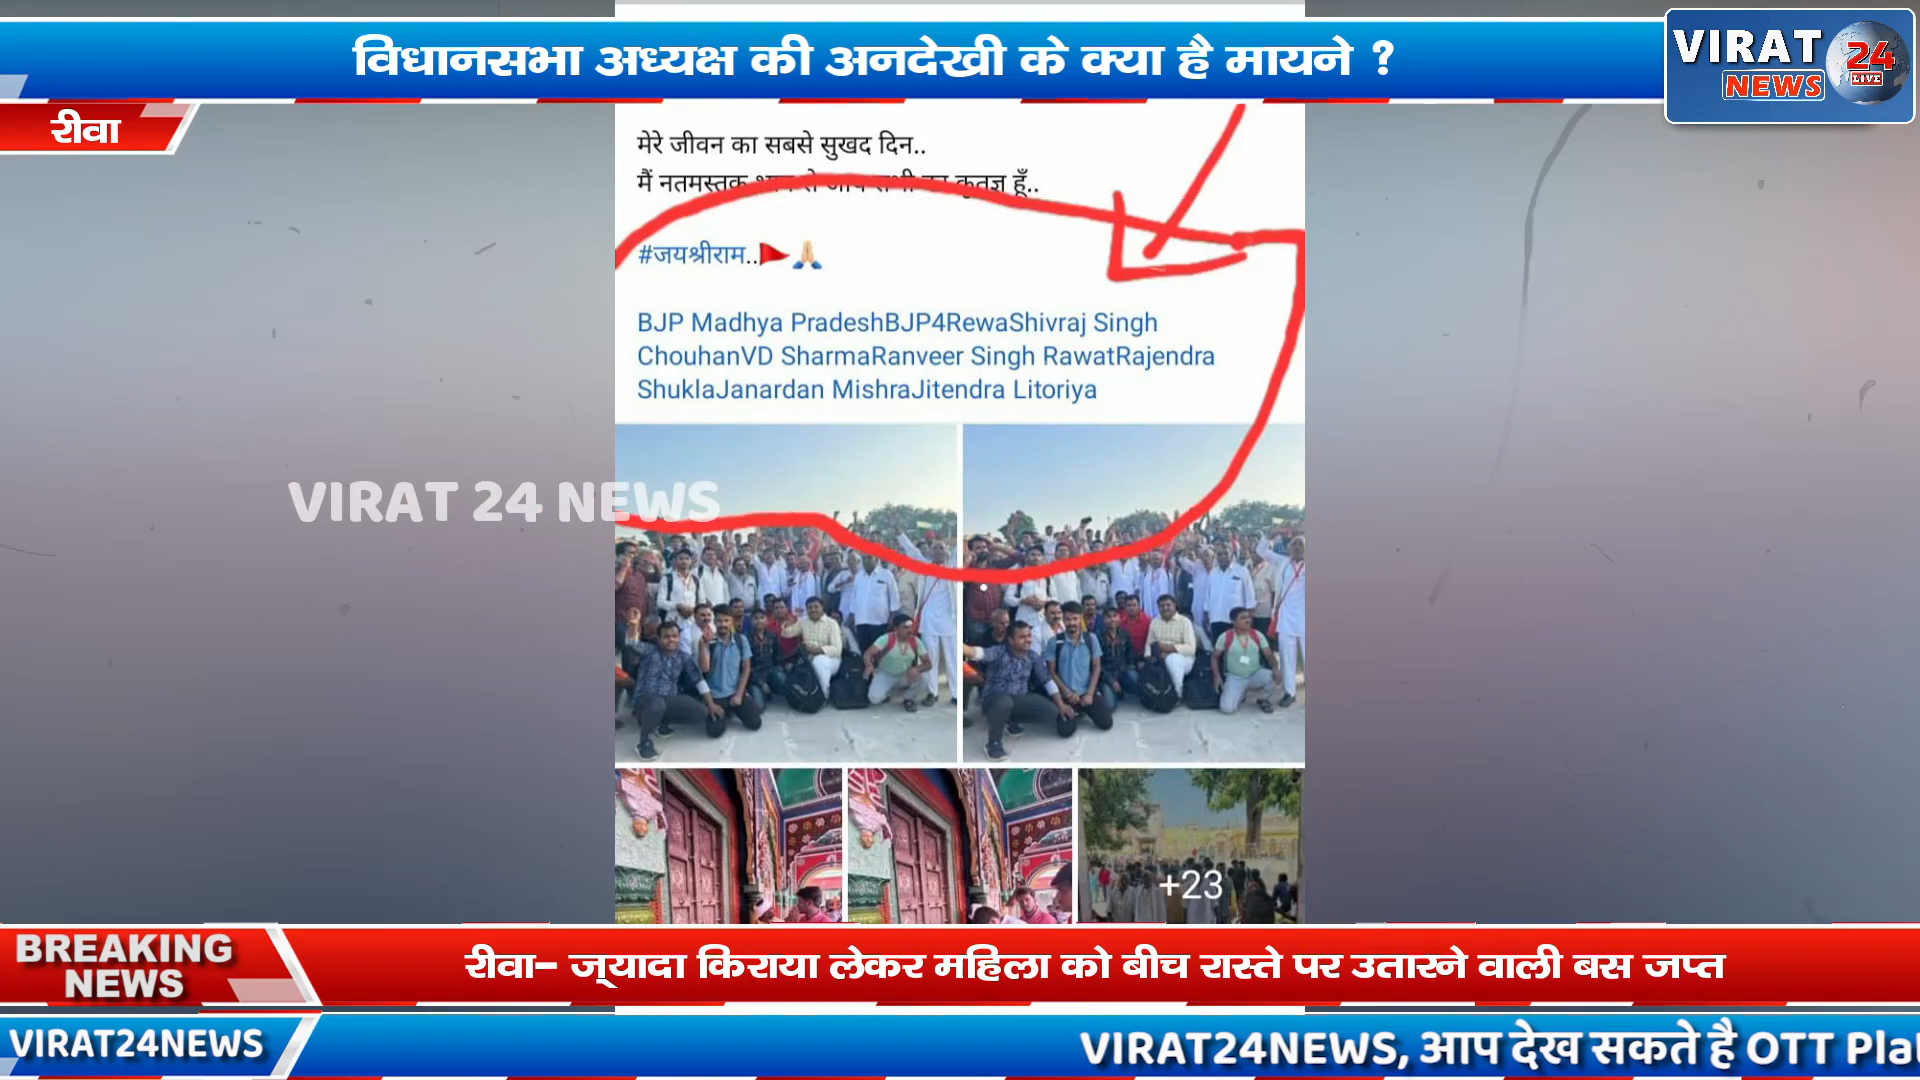 विधानसभा अध्यक्ष की अनदेखी के क्या है मायने ?
VIRAT
24
LIVE
NEWS
रीवा
मेरे जीवन का सबसे सुखद दिन..
मैं नतमस्तक भाव से आप सभी का कृतज्ञ हूँ..
#जयश्रीराम..
BJP Madhya PradeshBJP4RewaShivraj Singh
ChouhanVD SharmaRanveer Singh RawatRajendra
ShuklaJanardan MishraJitendra Litoriya
VIRAT 24 NEWS
+23
BREAKING
NEWS
रीवा- ज्यादा किराया लेकर महिला को बीच रास्ते पर उतारने वाली बस जप्त
VIRAT24NEWS
VIRAT24NEWS, आप देख सकते है OTT Pla